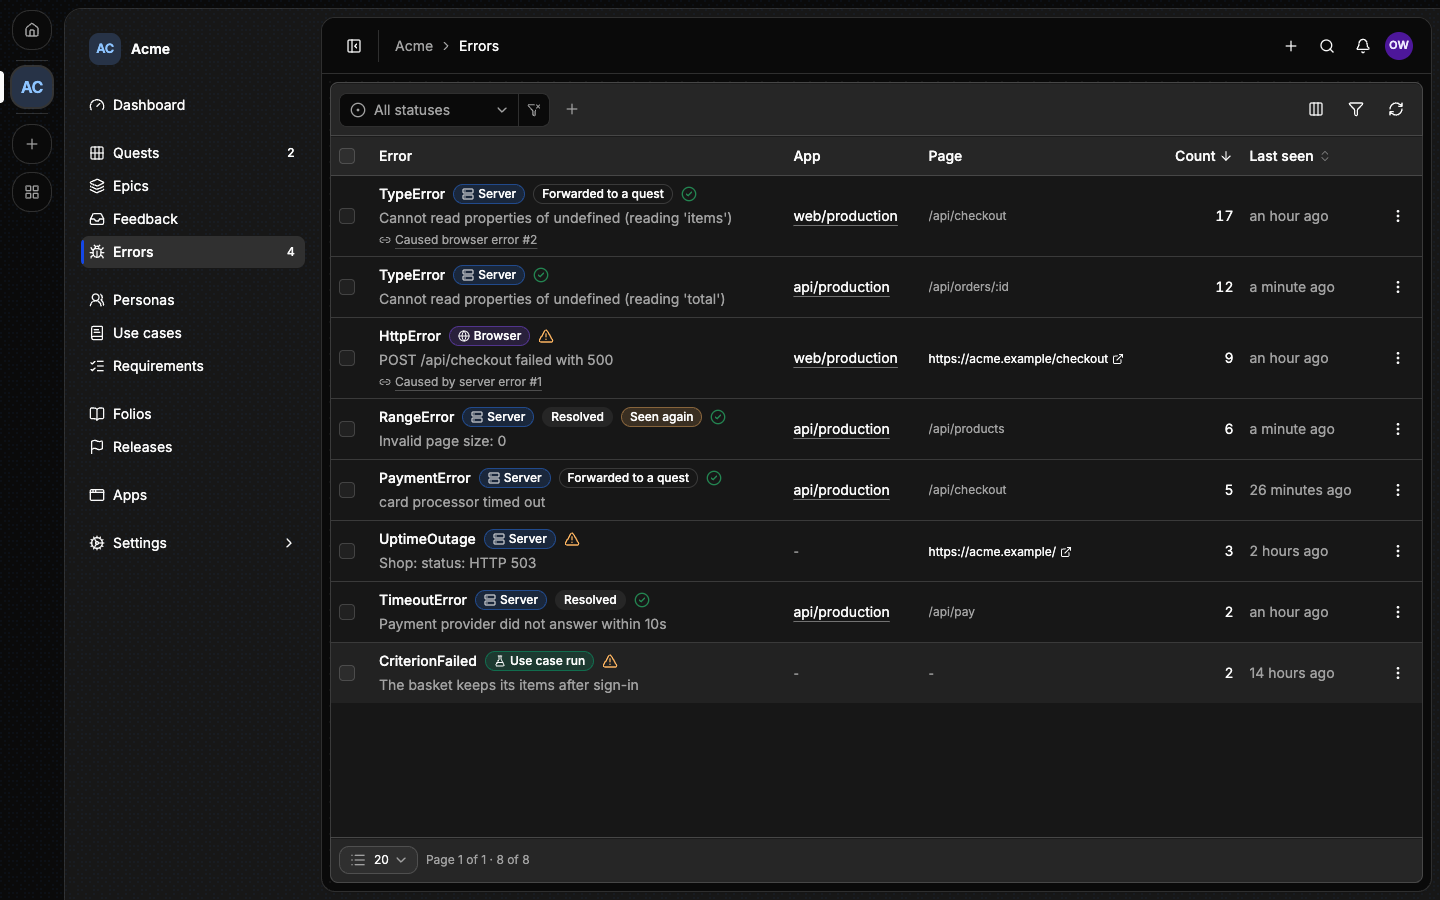 AC Acme
Acme > Errors
OW
AC
Dashboard
Quests 2
Epics
Feedback
Errors 4
Personas
Use cases
Requirements
Folios
Releases
Apps
Settings
All statuses
Error App Page Count Last seen
TypeError Server Forwarded to a quest
Cannot read properties of undefined (reading 'items')
Caused browser error #2
web/production /api/checkout 17 an hour ago
TypeError Server
Cannot read properties of undefined (reading 'total')
api/production /api/orders/:id 12 a minute ago
HttpError Browser
POST /api/checkout failed with 500
Caused by server error #1
web/production https://acme.example/checkout 9 an hour ago
RangeError Server Resolved Seen again
Invalid page size: 0
api/production /api/products 6 a minute ago
PaymentError Server Forwarded to a quest
card processor timed out
api/production /api/checkout 5 26 minutes ago
UptimeOutage Server
Shop: status: HTTP 503
- https://acme.example/ 3 2 hours ago
TimeoutError Server Resolved
Payment provider did not answer within 10s
api/production /api/pay 2 an hour ago
CriterionFailed Use case run
The basket keeps its items after sign-in
- - 2 14 hours ago
20 Page 1 of 1 · 8 of 8